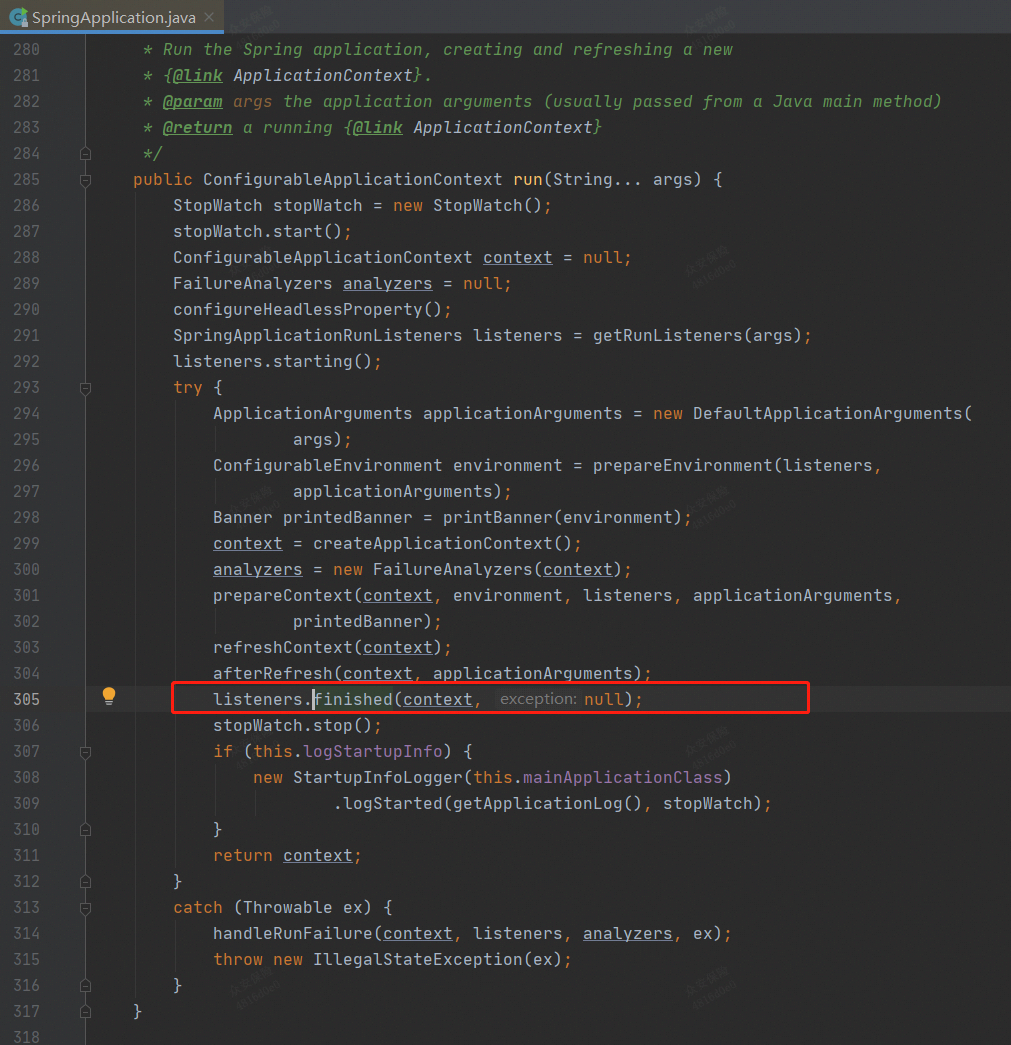 SpringApplication.java
280 * Run the Spring application, creating and refreshing a new
281 * {@link ApplicationContext}.
282 * @param args the application arguments (usually passed from a Java main method)
283 * @return a running {@link ApplicationContext}
284 */
285 public ConfigurableApplicationContext run(String... args) {
286 StopWatch stopWatch = new StopWatch();
287 stopWatch.start();
288 ConfigurableApplicationContext context = null;
289 FailureAnalyzers analyzers = null;
290 configureHeadlessProperty();
291 SpringApplicationRunListeners listeners = getRunListeners(args);
292 listeners.starting();
293 try {
294 ApplicationArguments applicationArguments = new DefaultApplicationArguments(
295 args);
296 ConfigurableEnvironment environment = prepareEnvironment(listeners,
297 applicationArguments);
298 Banner printedBanner = printBanner(environment);
299 context = createApplicationContext();
300 analyzers = new FailureAnalyzers(context);
301 prepareContext(context, environment, listeners, applicationArguments,
302 printedBanner);
303 refreshContext(context);
304 afterRefresh(context, applicationArguments);
305 listeners.finished(context, exception: null);
306 stopWatch.stop();
307 if (this.logStartupInfo) {
308 new StartupInfoLogger(this.mainApplicationClass)
309 .logStarted(getApplicationLog(), stopWatch);
310 }
311 return context;
312 }
313 catch (Throwable ex) {
314 handleRunFailure(context, listeners, analyzers, ex);
315 throw new IllegalStateException(ex);
316 }
317 }
318